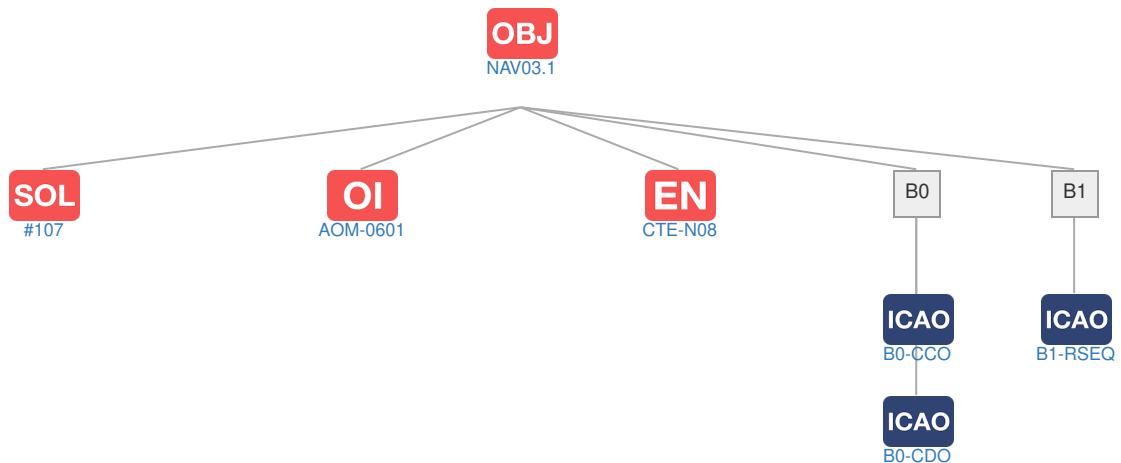 OBJ
NAV03.1
SOL
#107
OI
AOM-0601
EN
CTE-N08
B0
B1
ICAO
B0-CCO
ICAO
B1-RSEQ
ICAO
B0-CDO